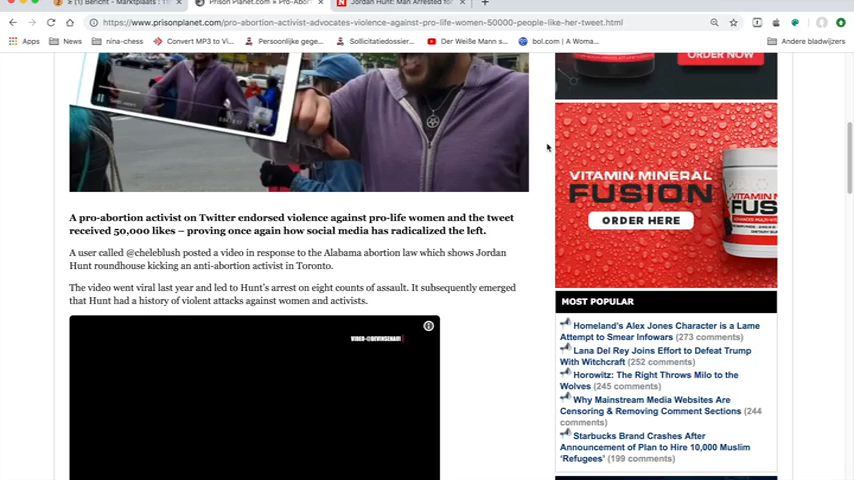 (1) Bericht - Marktplaats
Prison Planet.com » Pro-Abor
Jordan Hunt: Man Arrested for
https://www.prisonplanet.com/pro-abortion-activist-advocates-violence-against-pro-life-women-50000-people-like-her-tweet.html
Apps
News
nina-chess
Convert MP3 to Vi...
Persoonlijke gege...
Sollicitatiedossier...
Der Weiße Mann s...
bol.com | A Woma...
Andere bladwijzers
ORDER NOW
A pro-abortion activist on Twitter endorsed violence against pro-life women and the tweet
received 50,000 likes – proving once again how social media has radicalized the left.
A user called @cheleblush posted a video in response to the Alabama abortion law which shows Jordan
Hunt roundhouse kicking an anti-abortion activist in Toronto.
The video went viral last year and led to Hunt's arrest on eight counts of assault. It subsequently emerged
that Hunt had a history of violent attacks against women and activists.
VITAMIN MINERAL
FUSION
ORDER HERE
VITAMIN MINERAL
FUS
MOST POPULAR
Homeland's Alex Jones Character is a Lame
Attempt to Smear Infowars (273 comments)
Lana Del Rey Joins Effort to Defeat Trump
With Witchcraft (252 comments)
Horowitz: The Right Throws Milo to the
Wolves (245 comments)
Why Mainstream Media Websites Are
Censoring & Removing Comment Sections (244
comments)
Starbucks Brand Crashes After
Announcement of Plan to Hire 10,000 Muslim
'Refugees' (199 comments)